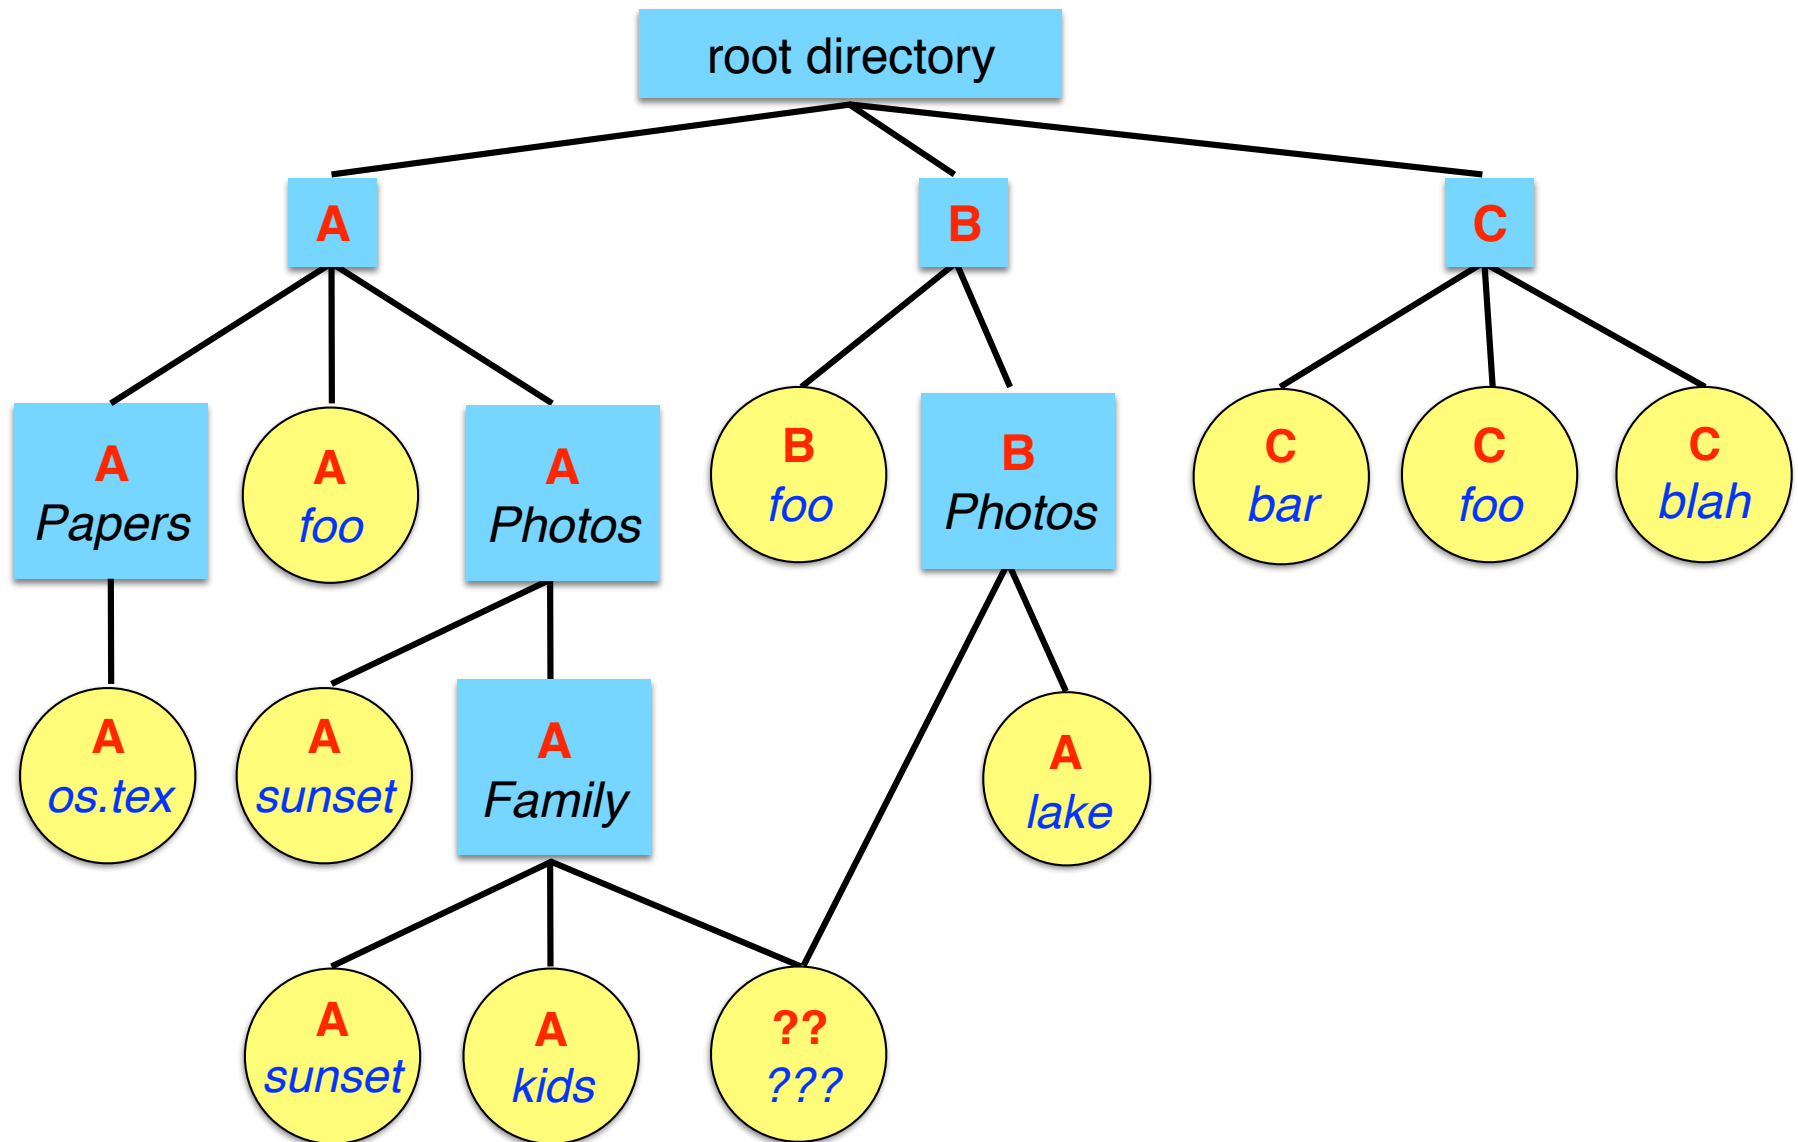 root directory
A
B
C
A
Papers
A
foo
A
Photos
B
foo
B
Photos
C
bar
C
foo
C
blah
A
os.tex
A
sunset
A
Family
A
lake
A
sunset
A
kids
??
???